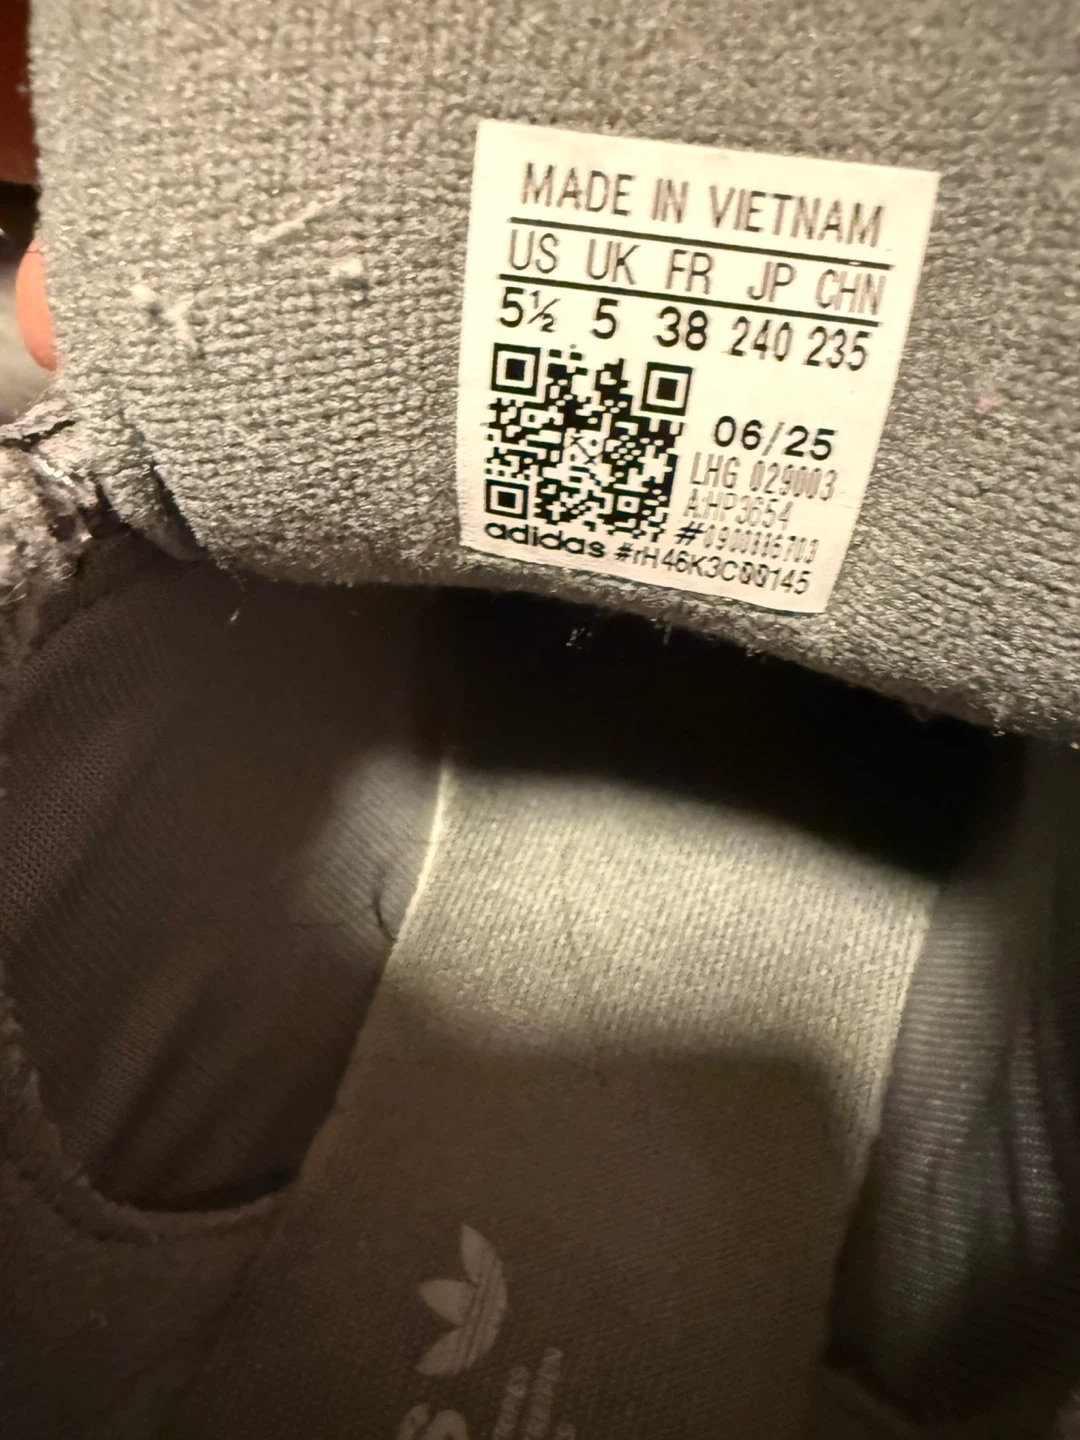 MADE IN VIETNAM
US UK FR JP CHN
5½ 5 38 240 235
06/25
LHG 029003
A:HP3654
#0900886703
adidas #rH46K3C00145